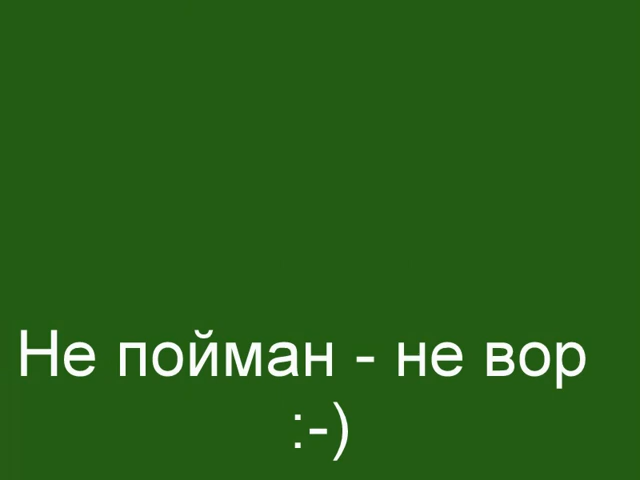 Не пойман - не вор
:-)